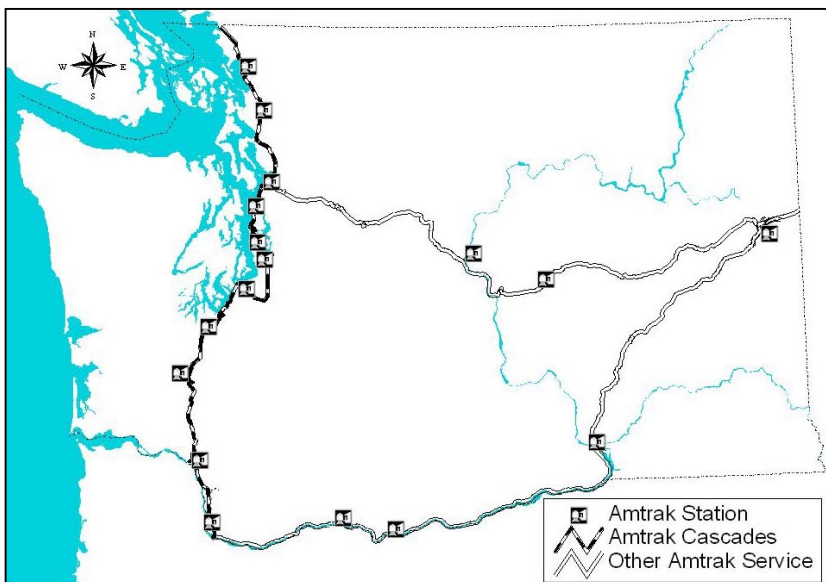 N
W E
S
Amtrak Station
Amtrak Cascades
Other Amtrak Service